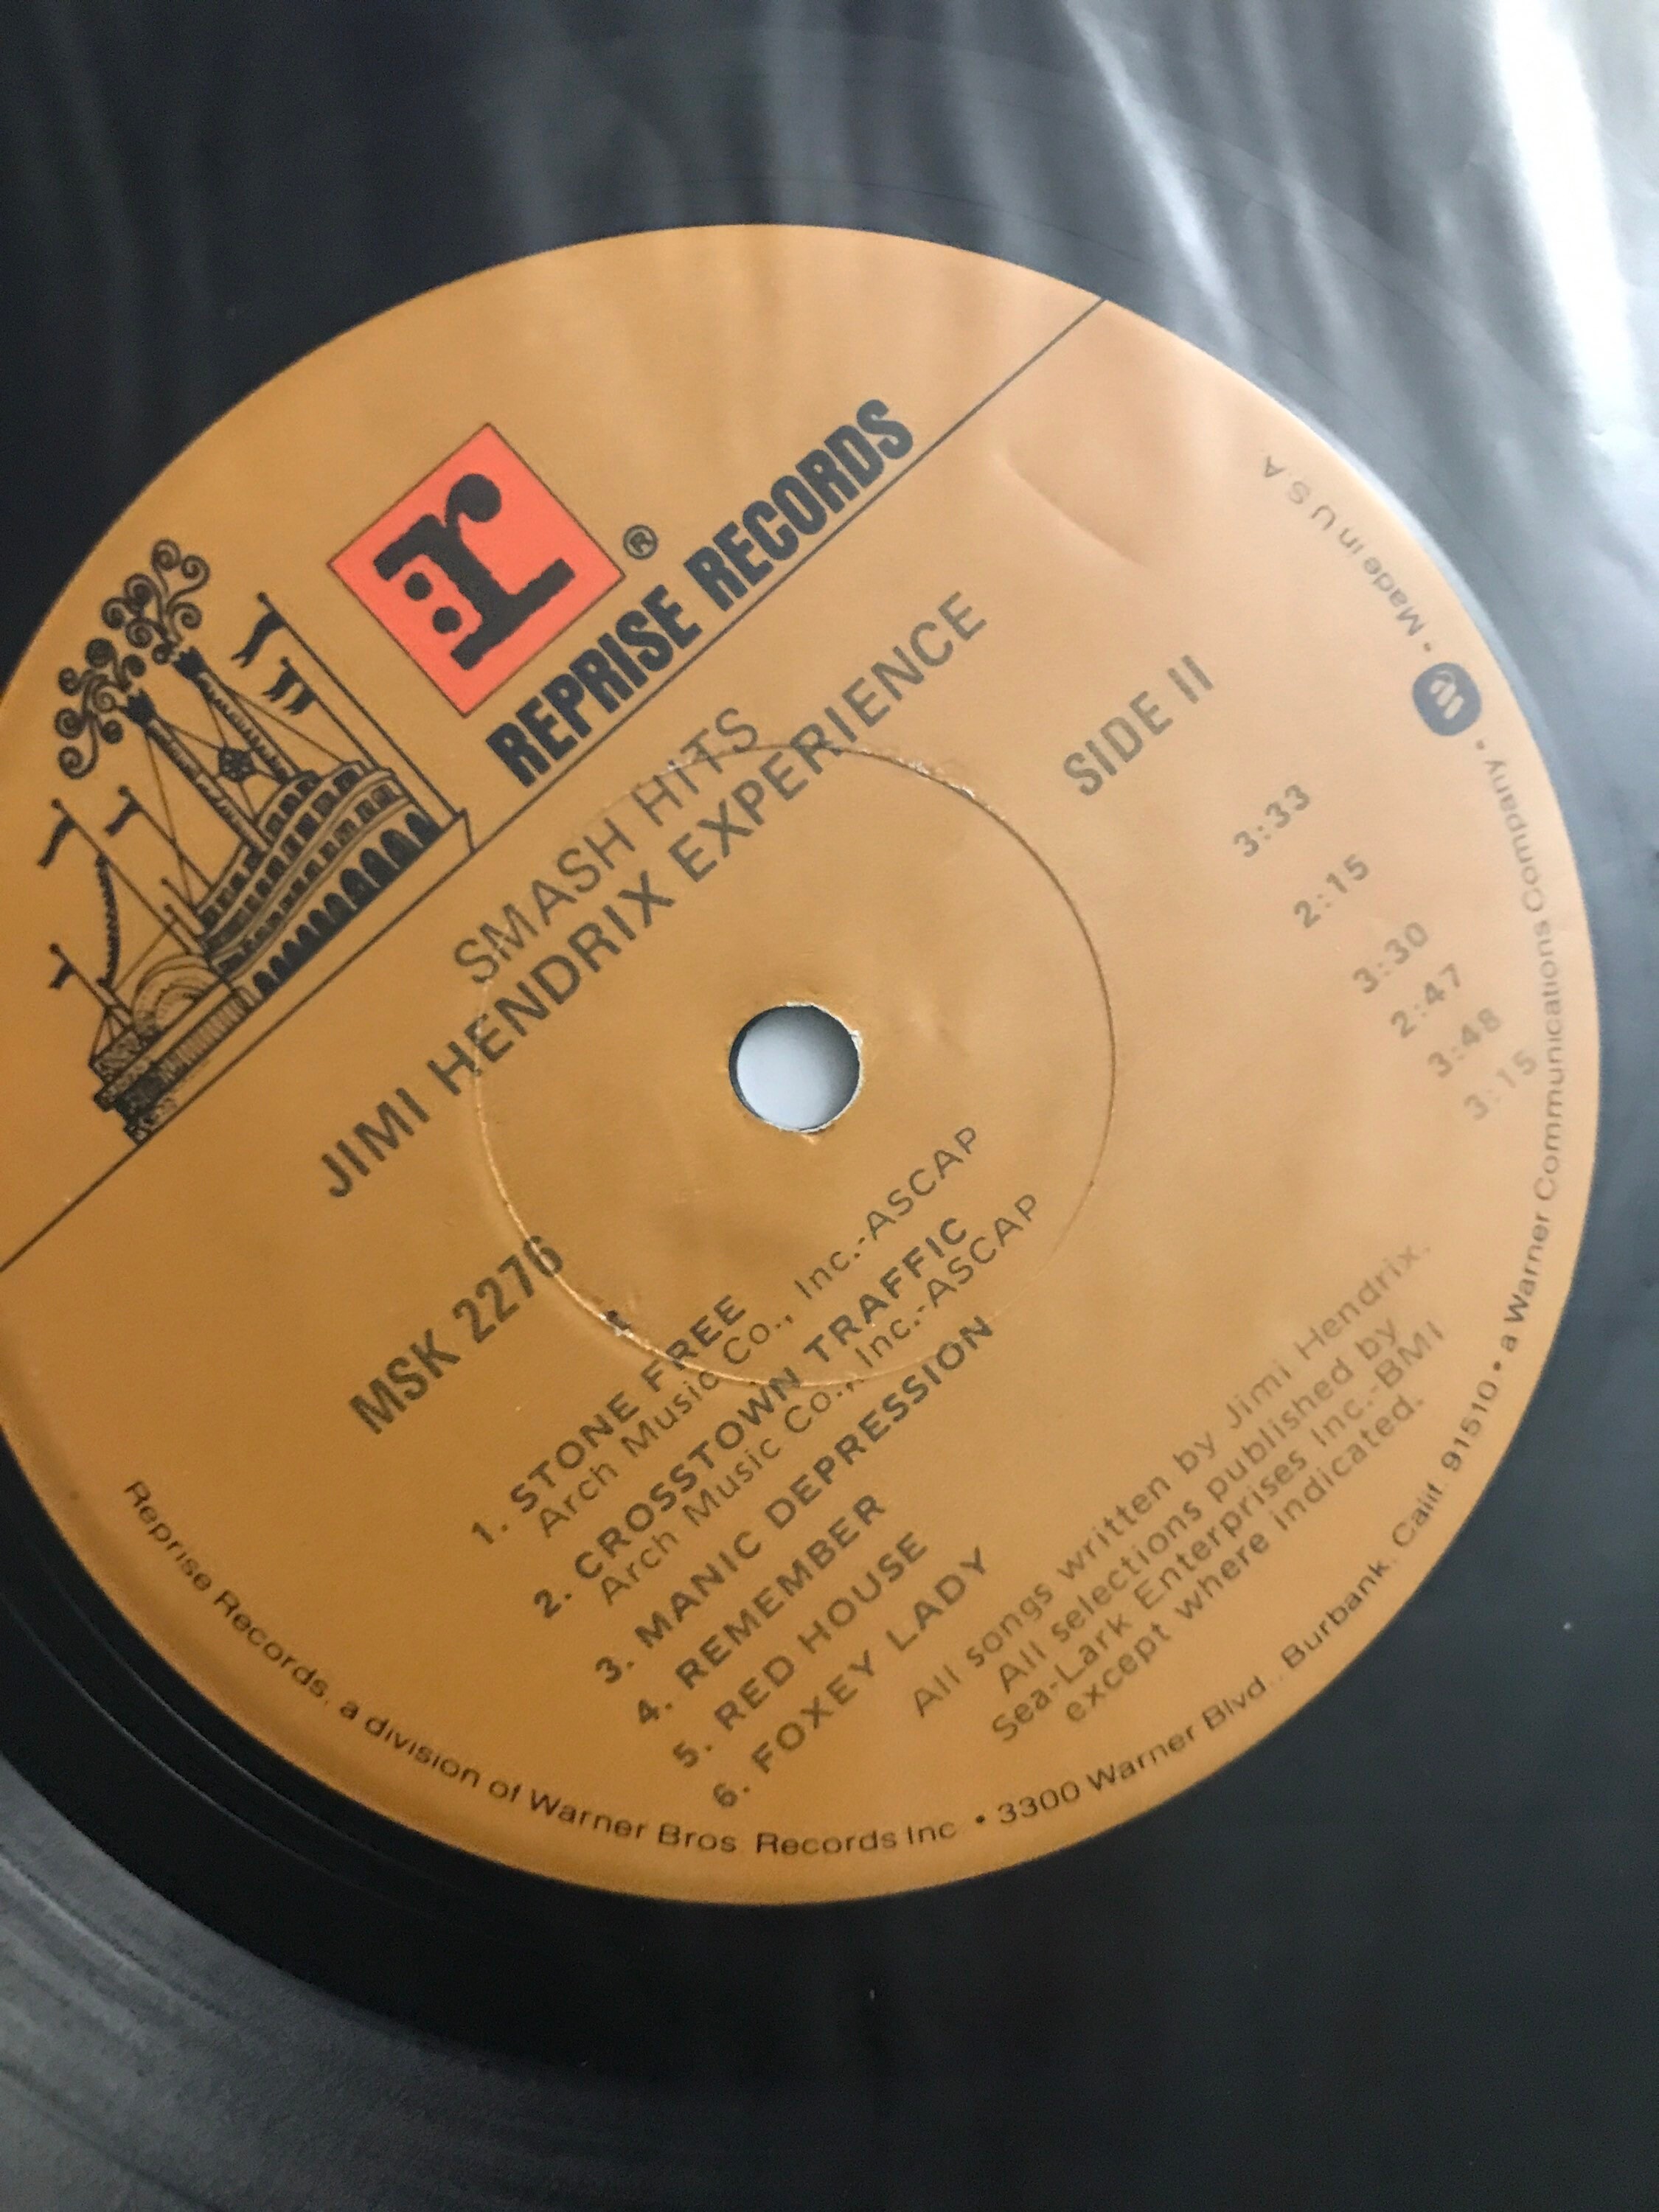 r
®
REPRISE RECORDS
SMASH HITS
JIMI HENDRIX EXPERIENCE
MSK 2276
SIDE II
1. STONE FREE 3:33
Arch Music Co., Inc.-ASCAP
2. CROSSTOWN TRAFFIC 2:15
Arch Music Co., Inc.-ASCAP
3. MANIC DEPRESSION 3:30
4. REMEMBER 2:47
5. RED HOUSE 3:48
6. FOXEY LADY 3:15
All songs written by Jimi Hendrix.
All selections published by
Sea-Lark Enterprises Inc.-BMI
except where indicated.
Reprise Records, a division of Warner Bros Records Inc • 3300 Warner Blvd., Burbank, Calif. 91510 • a Warner Communications Company • W • Made in U S A